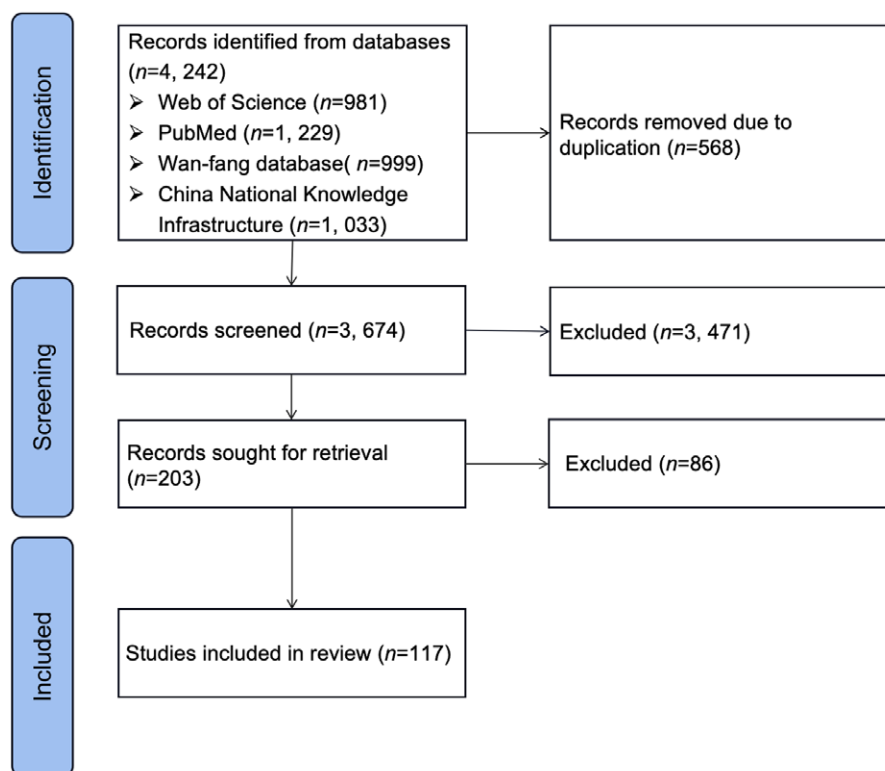 Identification
Records identified from databases
(n=4, 242)
➤ Web of Science (n=981)
➤ PubMed (n=1, 229)
➤ Wan-fang database( n=999)
➤ China National Knowledge
Infrastructure (n=1, 033)
Records removed due to
duplication (n=568)
Screening
Records screened (n=3, 674)
Excluded (n=3, 471)
Records sought for retrieval
(n=203)
Excluded (n=86)
Included
Studies included in review (n=117)